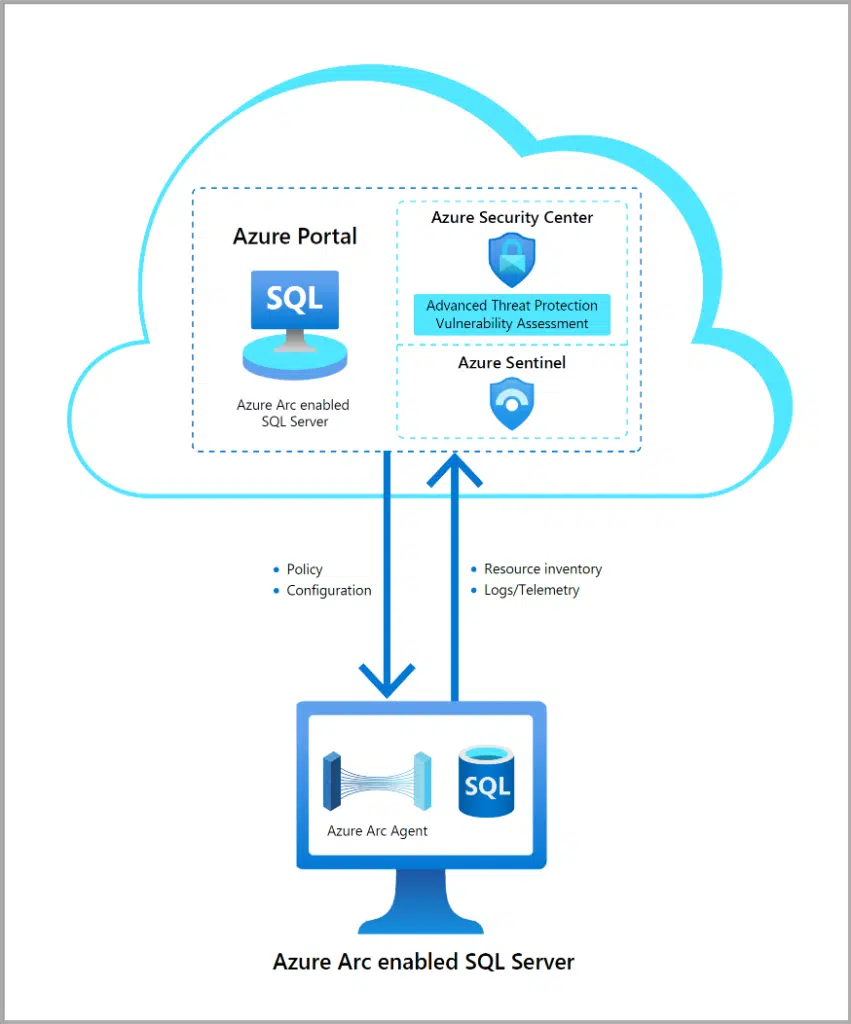 Azure Portal
SQL
Azure Arc enabled
SQL Server
Azure Security Center
Advanced Threat Protection
Vulnerability Assessment
Azure Sentinel
Policy
Configuration
Resource inventory
Logs/Telemetry
Azure Arc Agent
SQL
Azure Arc enabled SQL Server